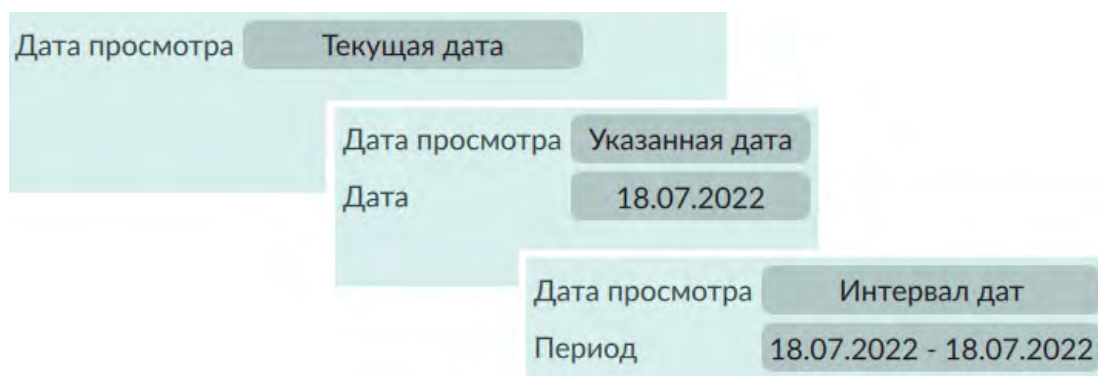 Дата просмотра Текущая дата
Дата просмотра Указанная дата
Дата 18.07.2022
Дата просмотра Интервал дат
Период 18.07.2022 - 18.07.2022